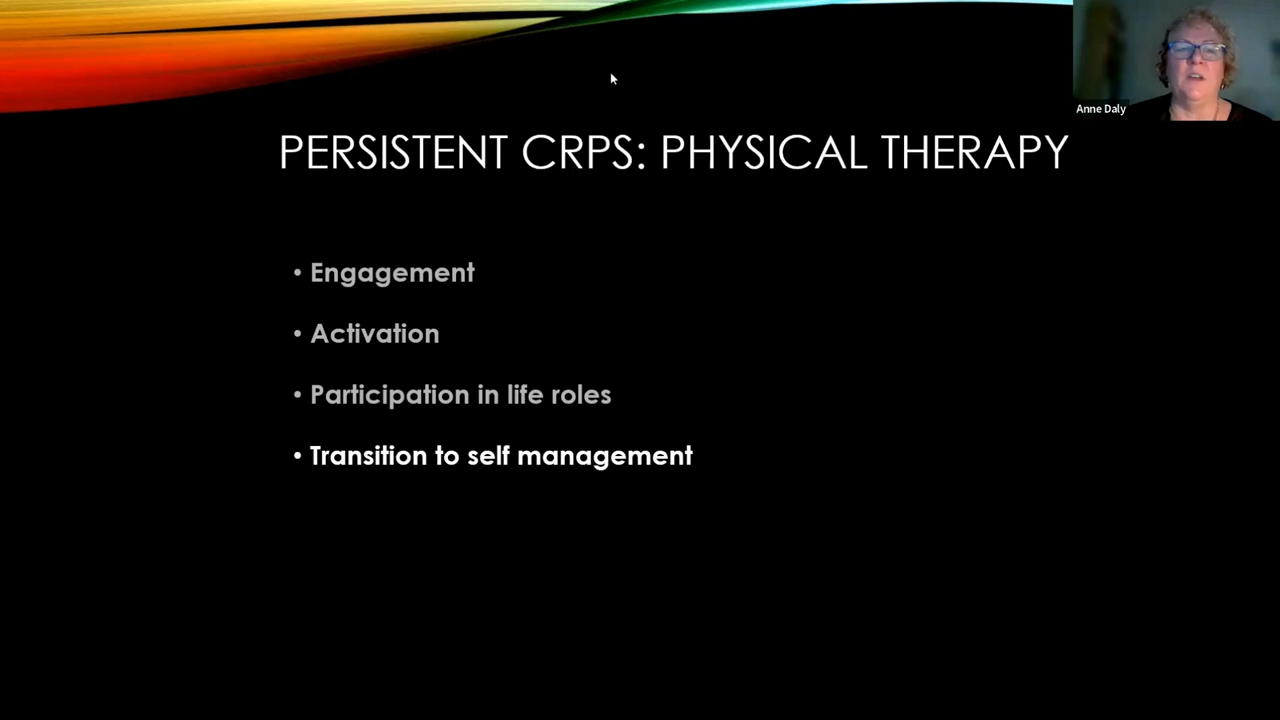 Anne Daly
PERSISTENT CRPS: PHYSICAL THERAPY
• Engagement
• Activation
• Participation in life roles
• Transition to self management